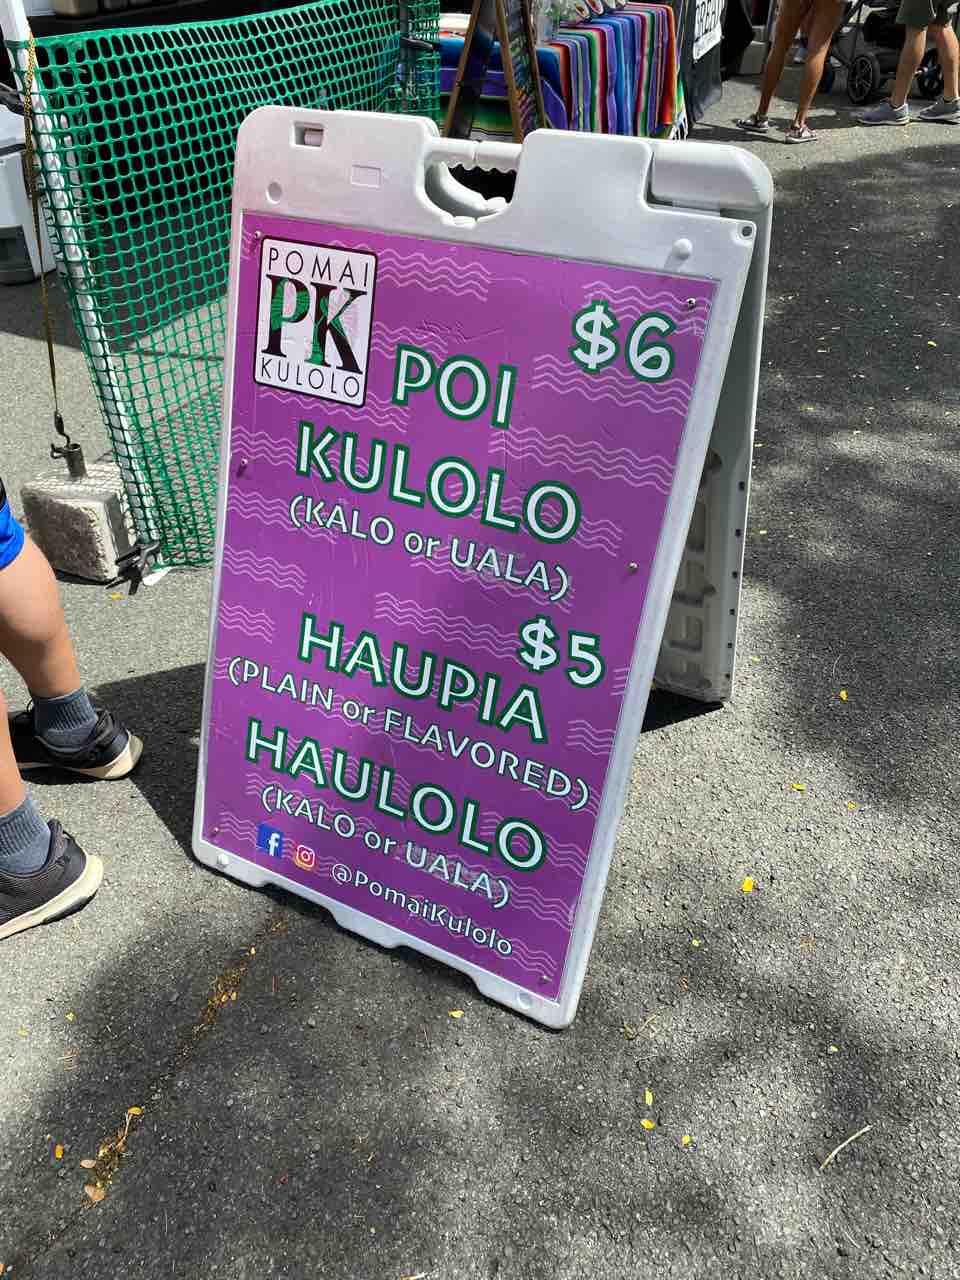 POMAI
PK
KULOLO
$6
POI
KULOLO
(KALO or UALA)
$5
HAUPIA
(PLAIN or FLAVORED)
HAULOLO
(KALO or UALA)
f
@PomaiKulolo